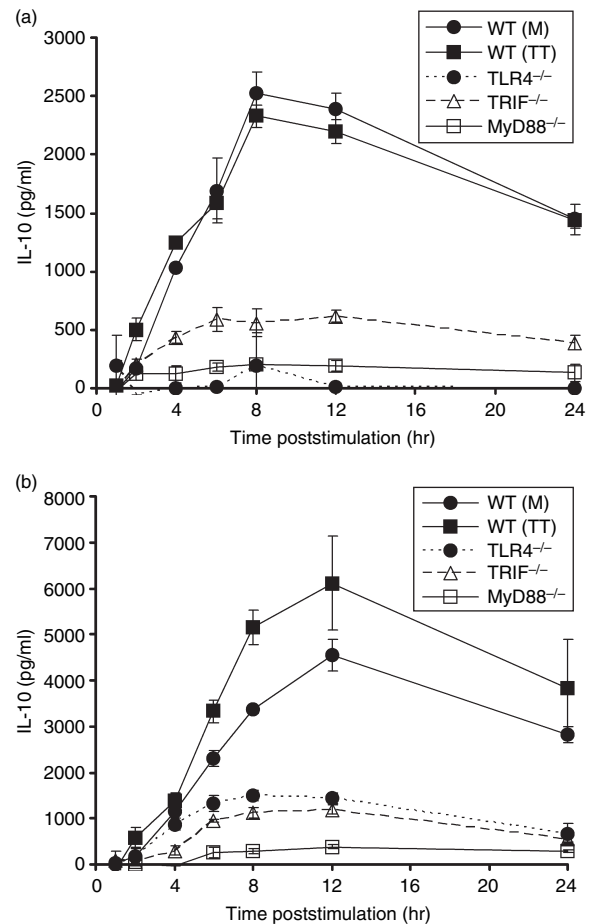 (a)
3000
2500
2000
1500
1000
500
0
IL-10 (pg/ml)
0 4 8 12 16 20 24
Time poststimulation (hr)
WT (M)
WT (TT)
TLR4–/–
TRIF–/–
MyD88–/–
(b)
8000
7000
6000
5000
4000
3000
2000
1000
0
IL-10 (pg/ml)
0 4 8 12 16 20 24
Time poststimulation (hr)
WT (M)
WT (TT)
TLR4–/–
TRIF–/–
MyD88–/–